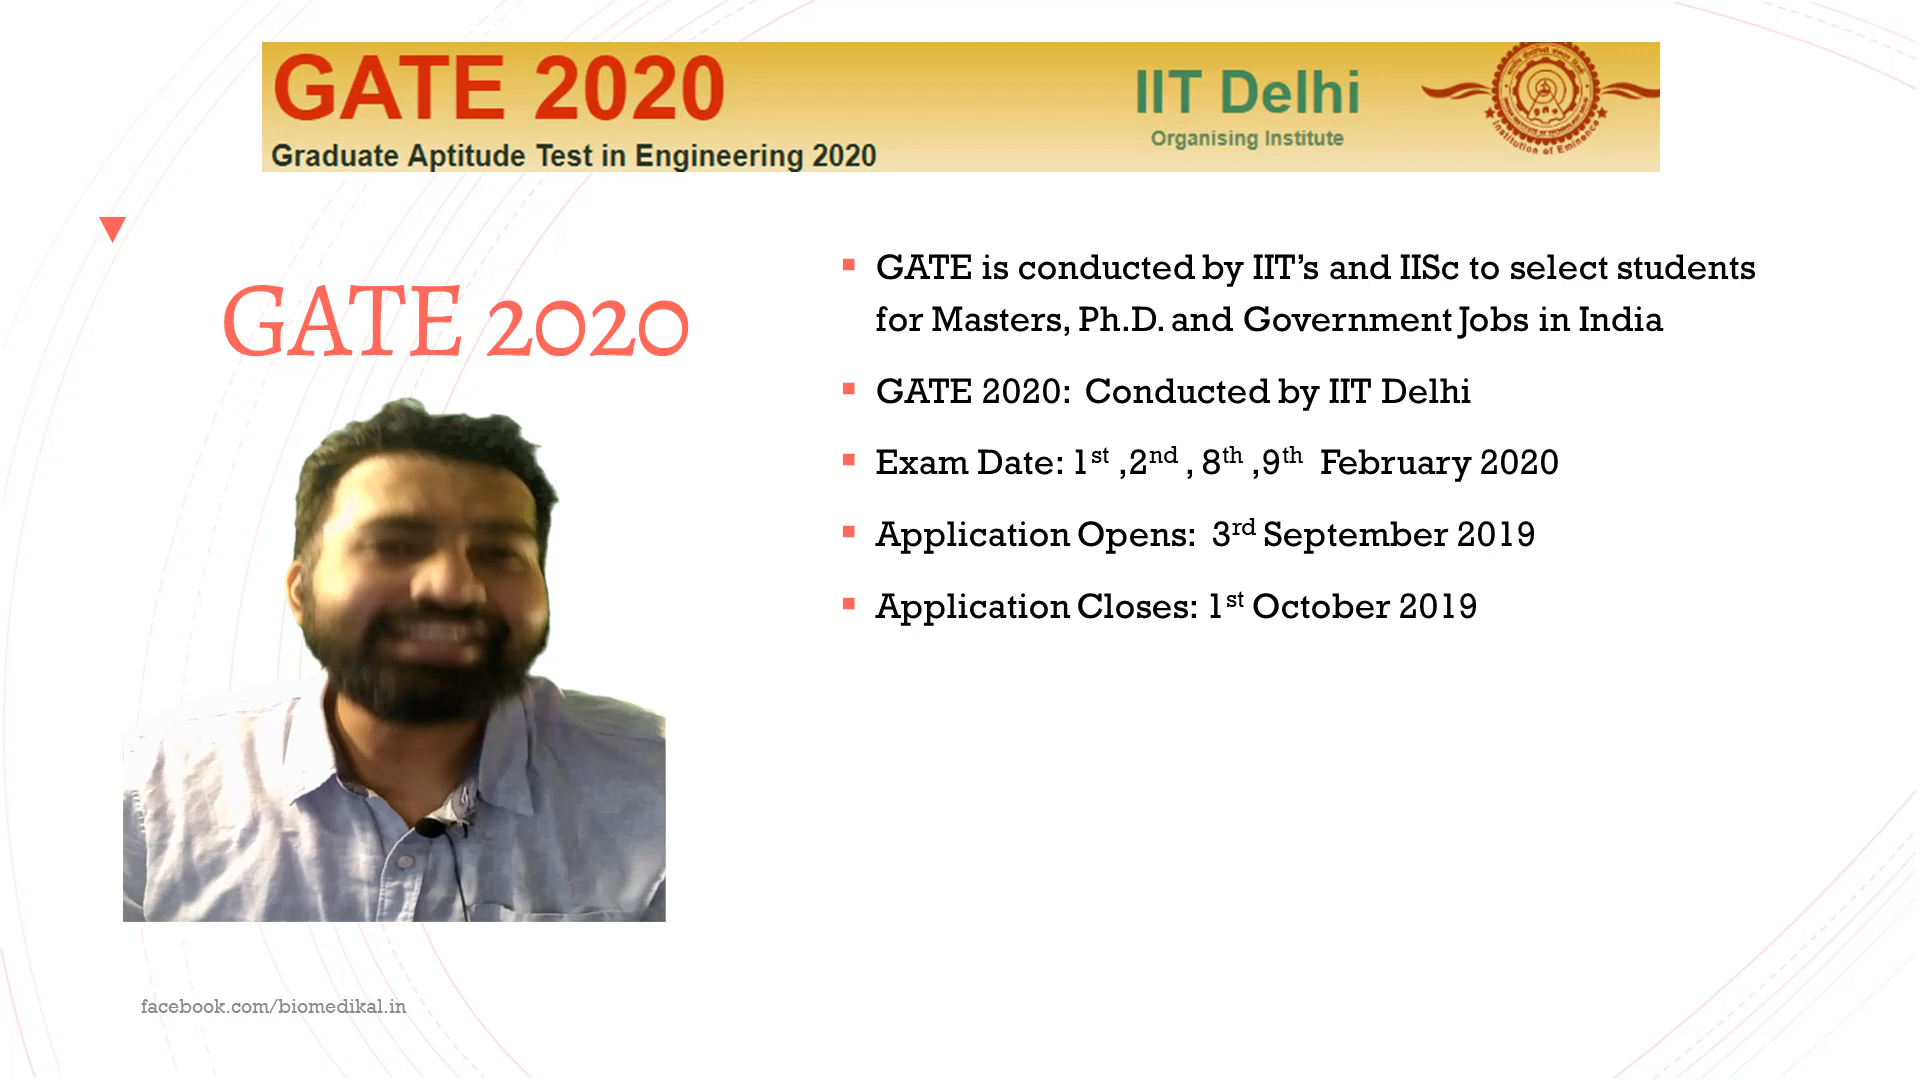 GATE 2020
Graduate Aptitude Test in Engineering 2020
IIT Delhi
Organising Institute
Institution of Eminence
GATE 2020
GATE is conducted by IIT’s and IISc to select students
for Masters, Ph.D. and Government Jobs in India
GATE 2020: Conducted by IIT Delhi
Exam Date: 1st ,2nd , 8th ,9th February 2020
Application Opens: 3rd September 2019
Application Closes: 1st October 2019
facebook.com/biomedikal.in